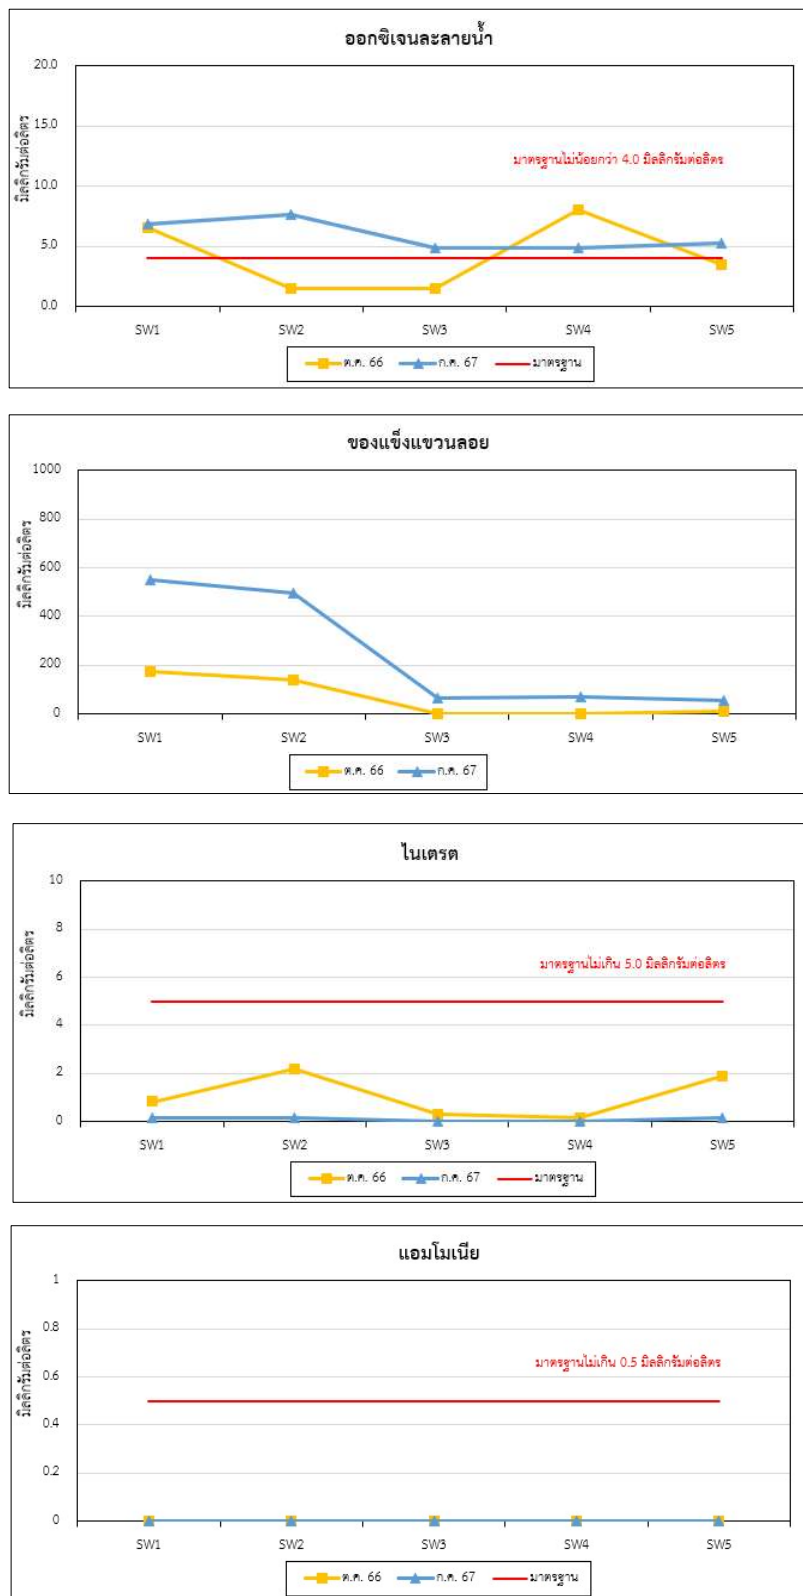 ออกซิเจนละลายน้ำ
มิลลิกรัมต่อลิตร
20.0
15.0
10.0
5.0
0.0
มาตรฐานไม่น้อยกว่า 4.0 มิลลิกรัมต่อลิตร
SW1 SW2 SW3 SW4 SW5
ต.ค. 66 ก.ค. 67 มาตรฐาน
ของแข็งแขวนลอย
มิลลิกรัมต่อลิตร
1000
800
600
400
200
0
SW1 SW2 SW3 SW4 SW5
ต.ค. 66 ก.ค. 67
ไนเตรต
มิลลิกรัมต่อลิตร
10
8
6
4
2
0
มาตรฐานไม่เกิน 5.0 มิลลิกรัมต่อลิตร
SW1 SW2 SW3 SW4 SW5
ต.ค. 66 ก.ค. 67 มาตรฐาน
แอมโมเนีย
มิลลิกรัมต่อลิตร
1
0.8
0.6
0.4
0.2
0
มาตรฐานไม่เกิน 0.5 มิลลิกรัมต่อลิตร
SW1 SW2 SW3 SW4 SW5
ต.ค. 66 ก.ค. 67 มาตรฐาน